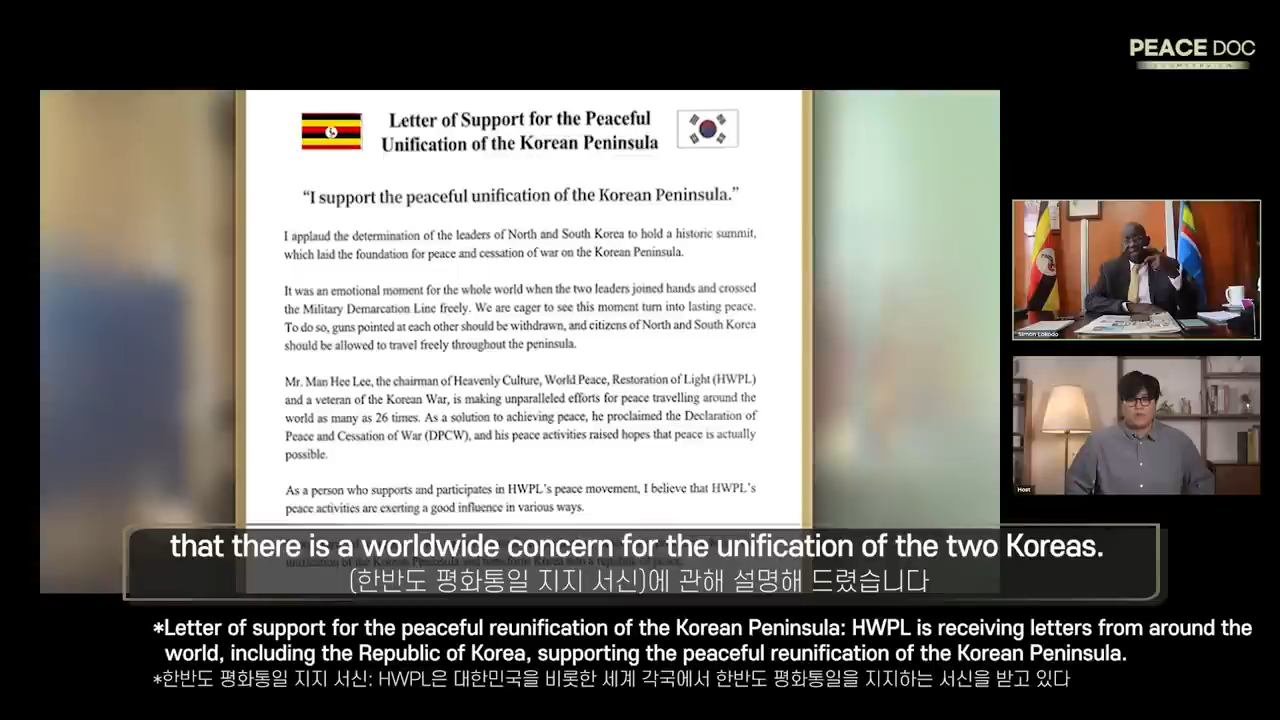 PEACE DOC
Letter of Support for the Peaceful
Unification of the Korean Peninsula
“I support the peaceful unification of the Korean Peninsula.”
I applaud the determination of the leaders of North and South Korea to hold a historic summit,
which laid the foundation for peace and cessation of war on the Korean Peninsula.
It was an emotional moment for the whole world when the two leaders joined hands and crossed
the Military Demarcation Line freely. We are eager to see this moment turn into lasting peace.
To do so, guns pointed at each other should be withdrawn, and citizens of North and South Korea
should be allowed to travel freely throughout the peninsula.
Mr. Man Hee Lee, the chairman of Heavenly Culture, World Peace, Restoration of Light (HWPL)
and a veteran of the Korean War, is making unparalleled efforts for peace travelling around the
world as many as 26 times. As a solution to achieving peace, he proclaimed the Declaration of
Peace and Cessation of War (DPCW), and his peace activities raised hopes that peace is actually
possible.
As a person who supports and participates in HWPL’s peace movement, I believe that HWPL’s
peace activities are exerting a good influence in various ways.
Simon Lokodo
Host
that there is a worldwide concern for the unification of the two Koreas.
(한반도 평화통일 지지 서신)에 관해 설명해 드렸습니다
*Letter of support for the peaceful reunification of the Korean Peninsula: HWPL is receiving letters from around the
world, including the Republic of Korea, supporting the peaceful reunification of the Korean Peninsula.
*한반도 평화통일 지지 서신: HWPL은 대한민국을 비롯한 세계 각국에서 한반도 평화통일을 지지하는 서신을 받고 있다